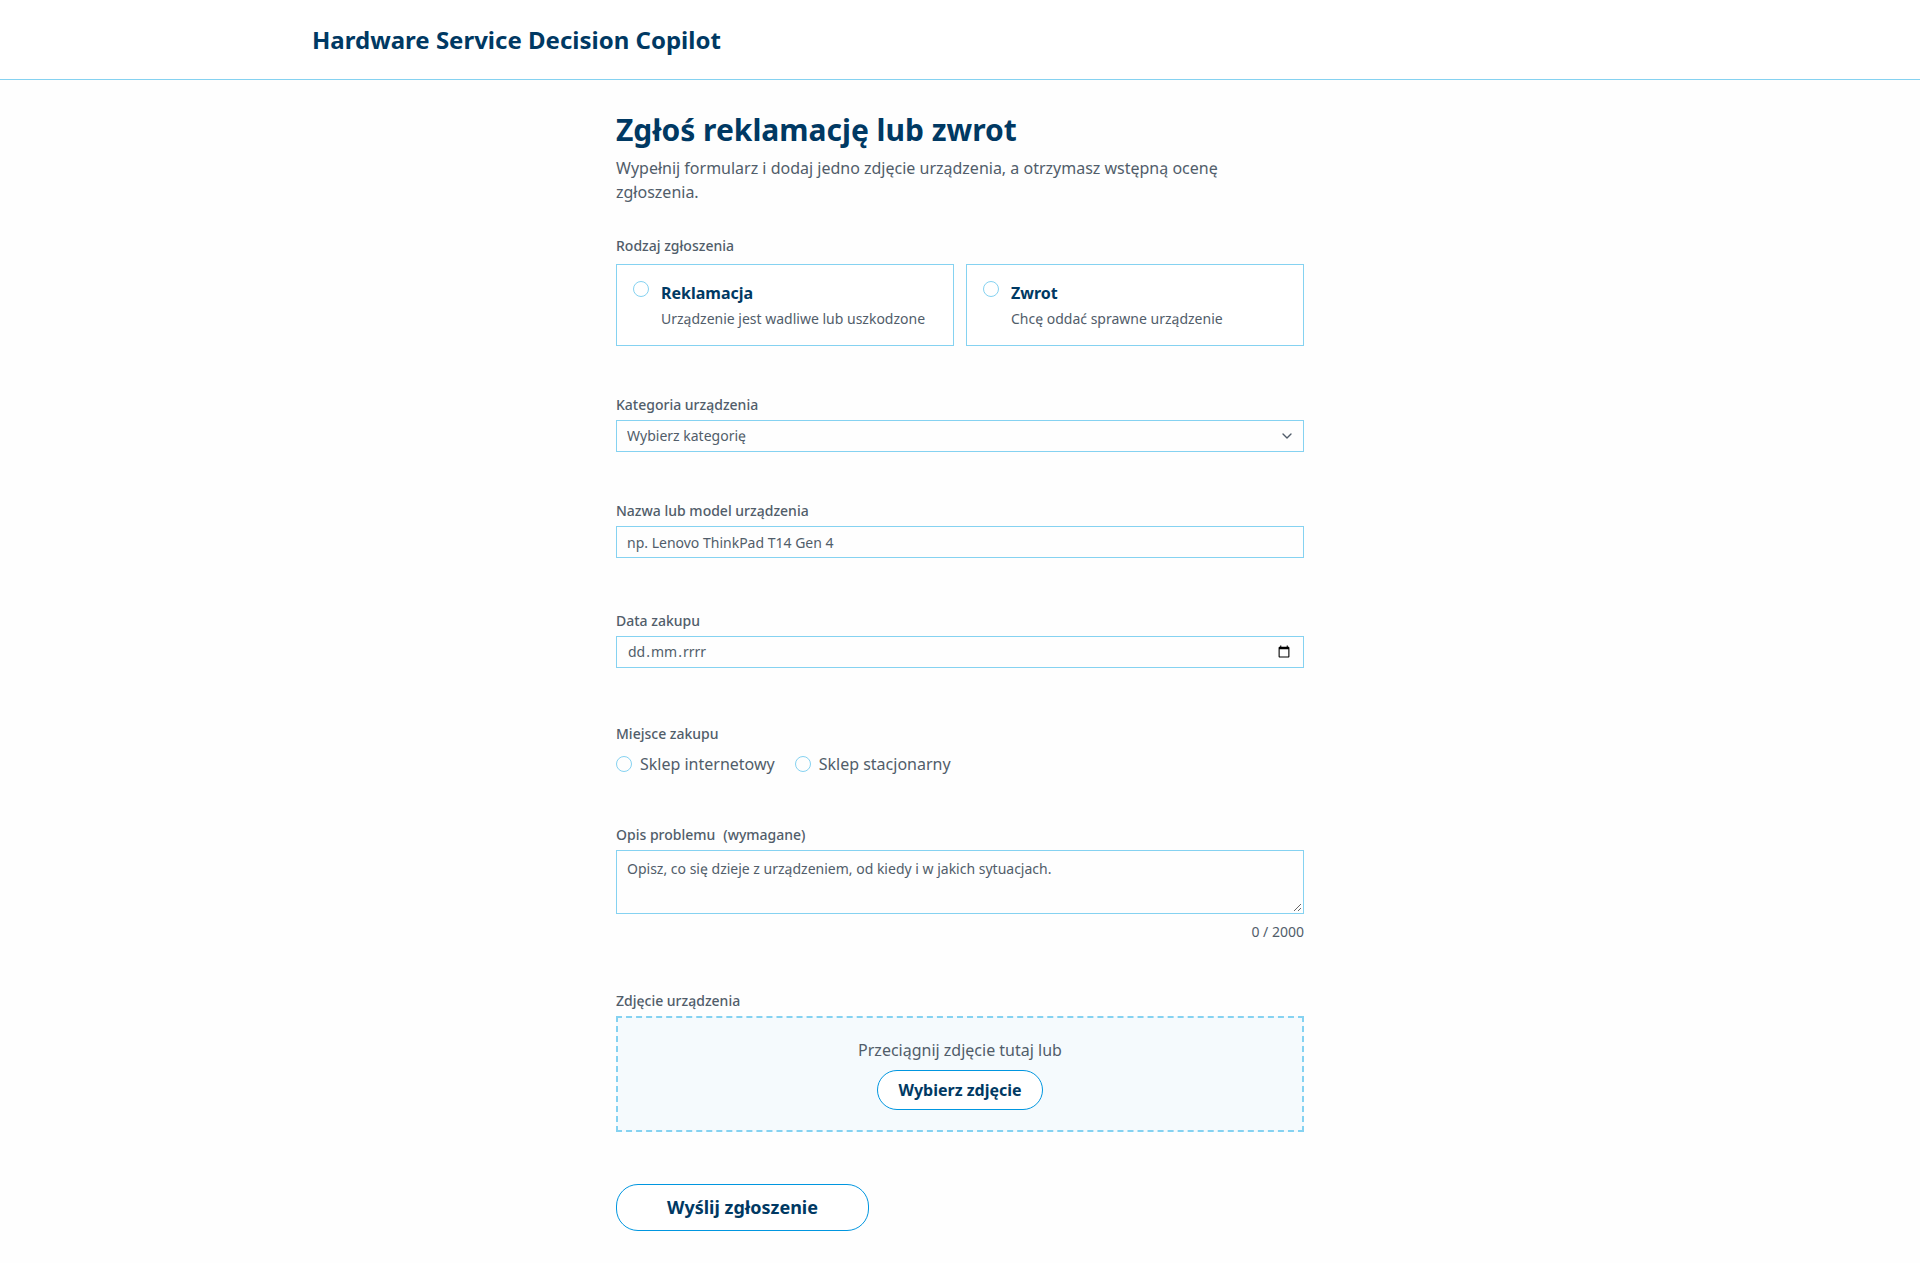 Hardware Service Decision Copilot
Zgłoś reklamację lub zwrot
Wypełnij formularz i dodaj jedno zdjęcie urządzenia, a otrzymasz wstępną ocenę
zgłoszenia.
Rodzaj zgłoszenia
Reklamacja
Urządzenie jest wadliwe lub uszkodzone
Zwrot
Chcę oddać sprawne urządzenie
Kategoria urządzenia
Wybierz kategorię
Nazwa lub model urządzenia
np. Lenovo ThinkPad T14 Gen 4
Data zakupu
dd.mm.rrrr
Miejsce zakupu
Sklep internetowy
Sklep stacjonarny
Opis problemu (wymagane)
Opisz, co się dzieje z urządzeniem, od kiedy i w jakich sytuacjach.
0 / 2000
Zdjęcie urządzenia
Przeciągnij zdjęcie tutaj lub
Wybierz zdjęcie
Wyślij zgłoszenie